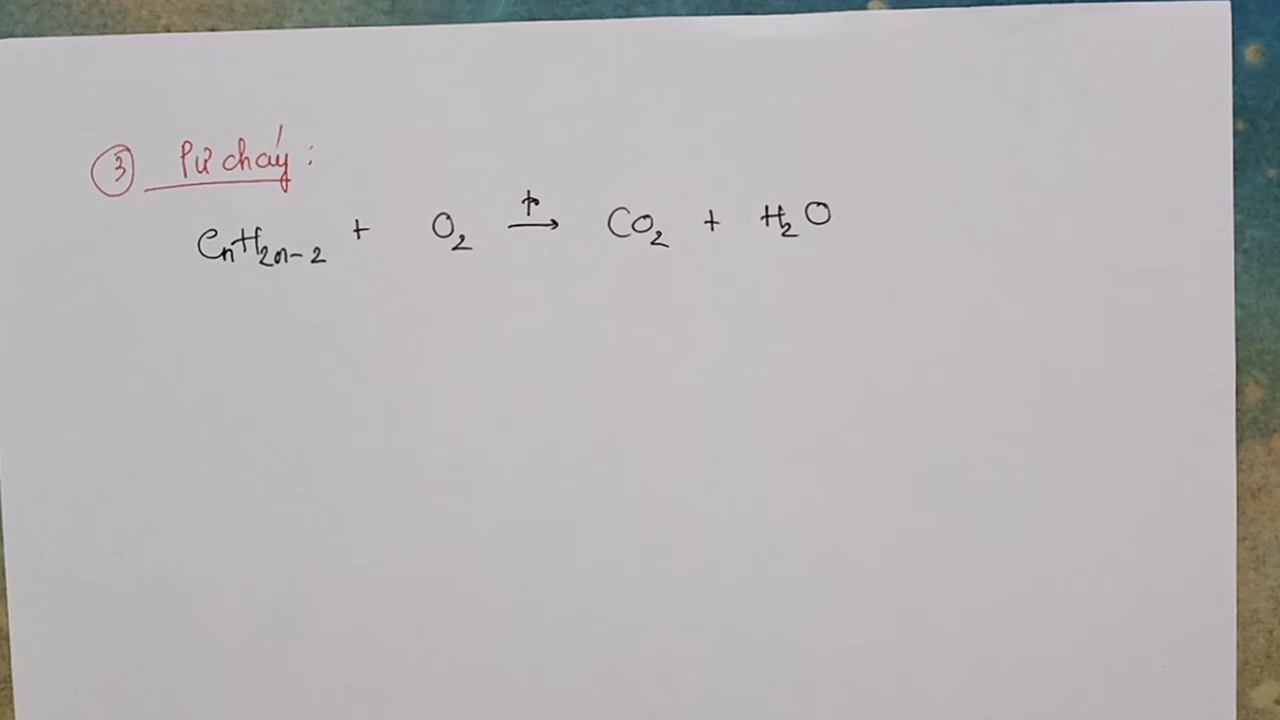 ③ Pư cháy:
CnH₂n₋₂ + O₂ →(t°) CO₂ + H₂O